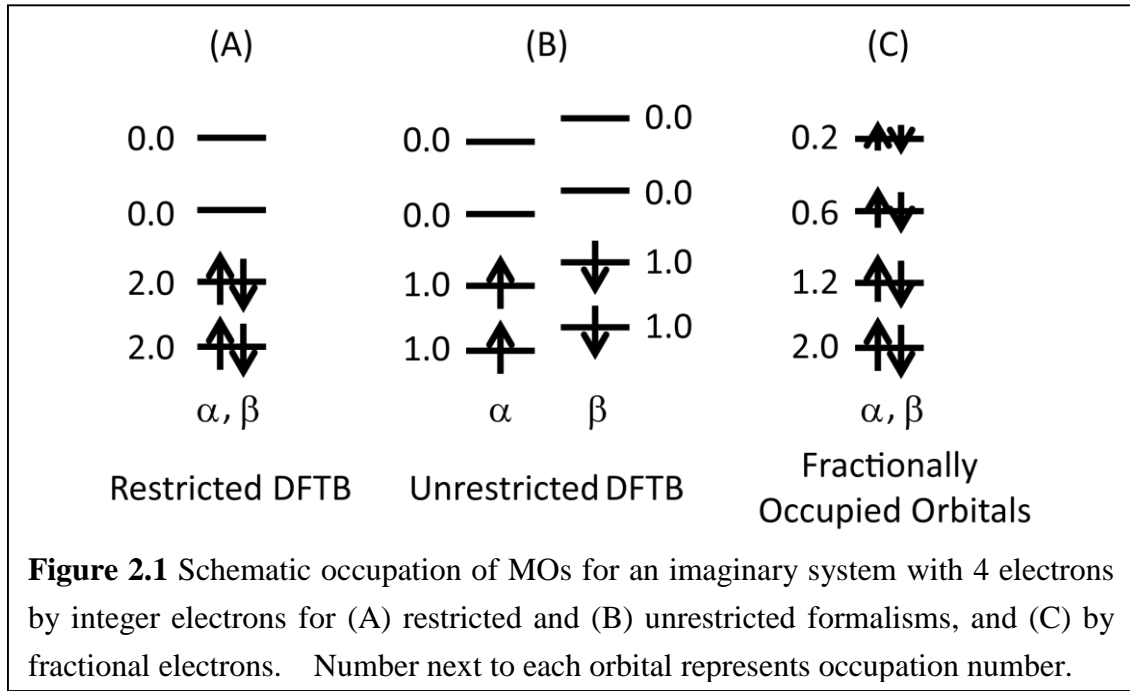 (A) (B) (C)
0.0 0.0 0.0 0.2
0.0 0.0 0.0 0.6
2.0 1.0 1.0 1.2
2.0 1.0 1.0 2.0
α, β α β α, β
Restricted DFTB Unrestricted DFTB Fractionally
Occupied Orbitals
Figure 2.1 Schematic occupation of MOs for an imaginary system with 4 electrons
by integer electrons for (A) restricted and (B) unrestricted formalisms, and (C) by
fractional electrons. Number next to each orbital represents occupation number.